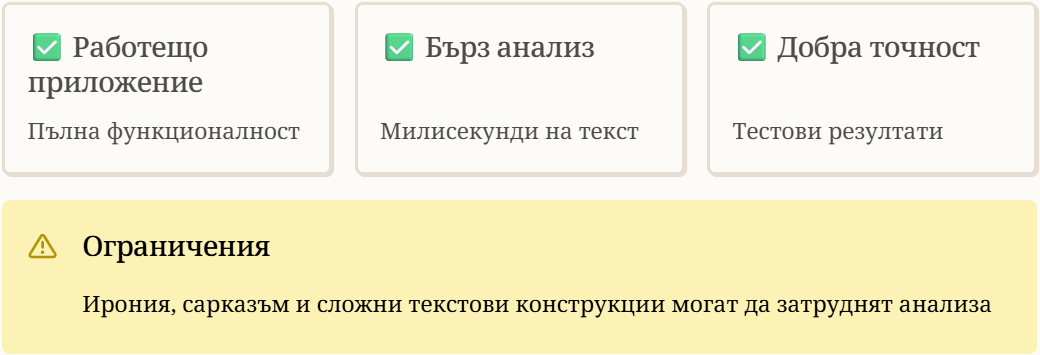 ✅ Работещо
приложение
Пълна функционалност
✅ Бърз анализ
Милисекунди на текст
✅ Добра точност
Тестови резултати
Ограничения
Ирония, сарказъм и сложни текстови конструкции могат да затруднят анализа